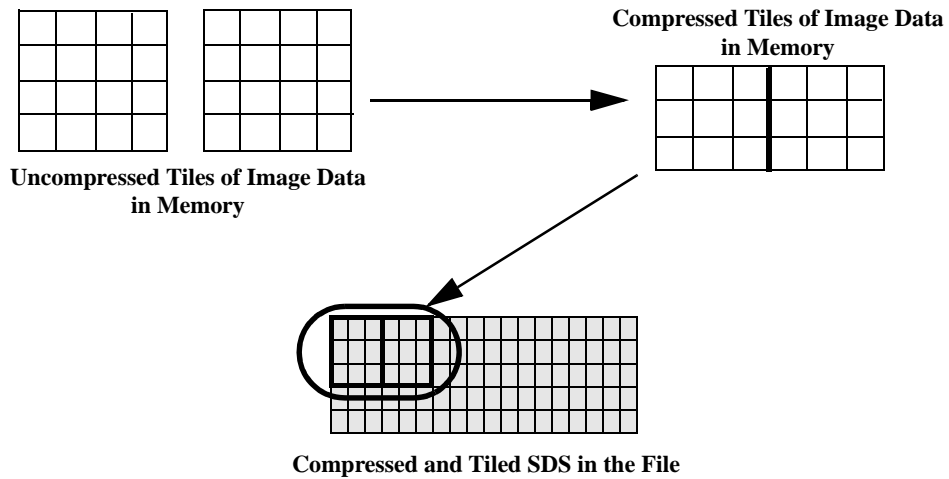 Compressed Tiles of Image Data
in Memory
Uncompressed Tiles of Image Data
in Memory
Compressed and Tiled SDS in the File